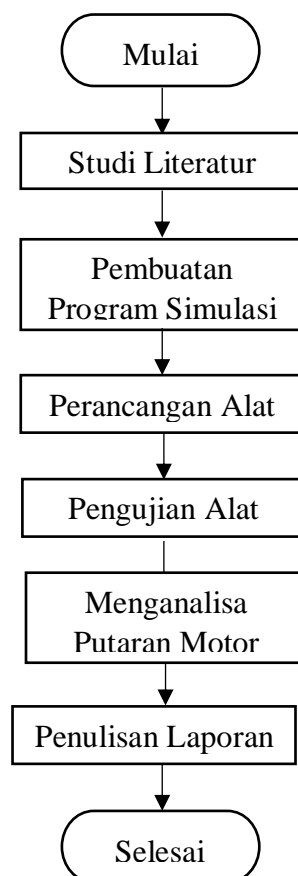 Mulai
Studi Literatur
Pembuatan
Program Simulasi
Perancangan Alat
Pengujian Alat
Menganalisa
Putaran Motor
Penulisan Laporan
Selesai